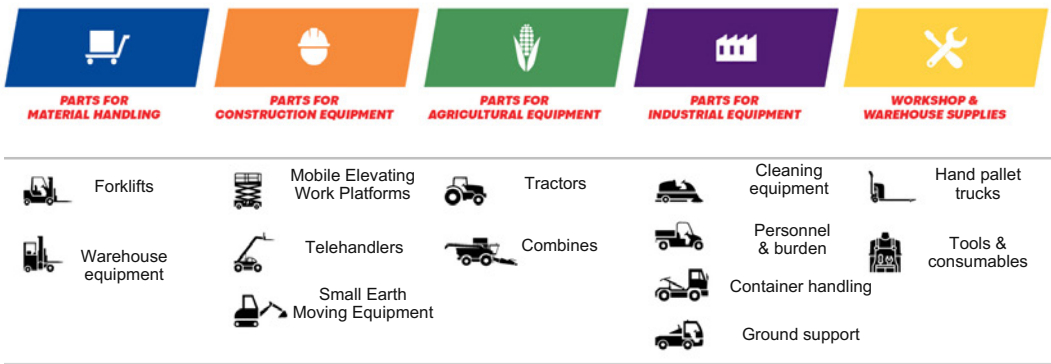 PARTS FOR
MATERIAL HANDLING
PARTS FOR
CONSTRUCTION EQUIPMENT
PARTS FOR
AGRICULTURAL EQUIPMENT
PARTS FOR
INDUSTRIAL EQUIPMENT
WORKSHOP &
WAREHOUSE SUPPLIES
Forklifts
Warehouse
equipment
Mobile Elevating
Work Platforms
Telehandlers
Small Earth
Moving Equipment
Tractors
Combines
Cleaning
equipment
Personnel
& burden
Container handling
Ground support
Hand pallet
trucks
Tools &
consumables